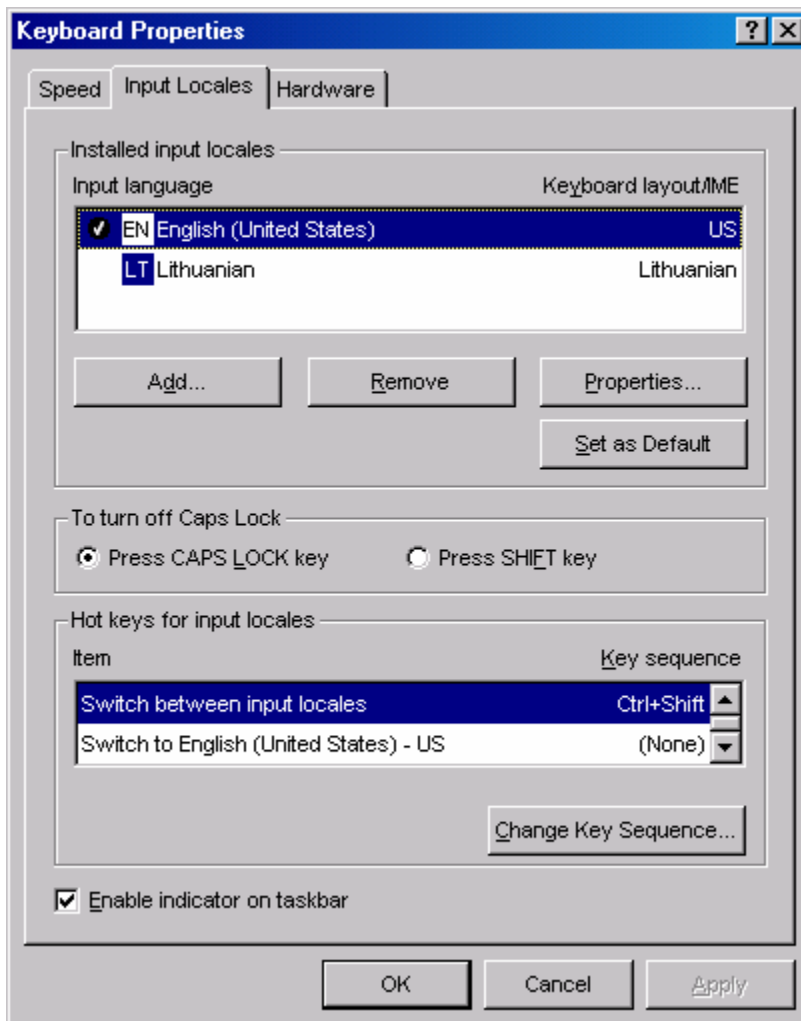 Keyboard Properties
Speed Input Locales Hardware
Installed input locales
Input language Keyboard layout/IME
EN English (United States) US
LT Lithuanian Lithuanian
Add... Remove Properties...
Set as Default
To turn off Caps Lock
Press CAPS LOCK key Press SHIFT key
Hot keys for input locales
Item Key sequence
Switch between input locales Ctrl+Shift
Switch to English (United States) - US (None)
Change Key Sequence...
Enable indicator on taskbar
OK Cancel Apply